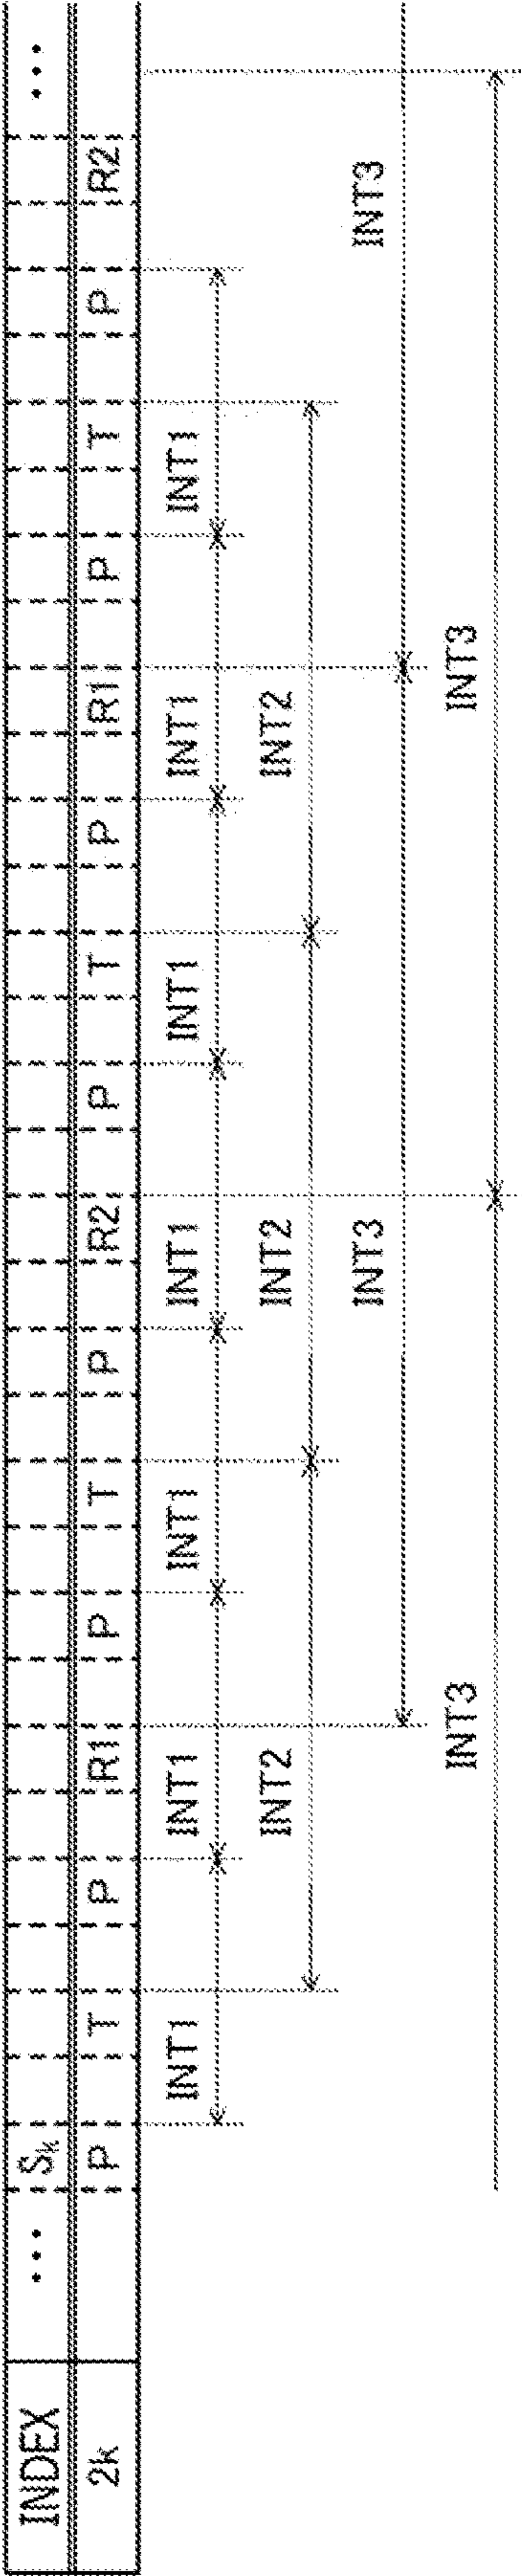 INDEX ... Sk ...
2k P T P R1 P T P R2 P T P R1 P T P R2
INT1 INT1 INT1 INT1 INT1 INT1 INT1
INT2 INT2 INT2
INT3 INT3
INT3 INT3